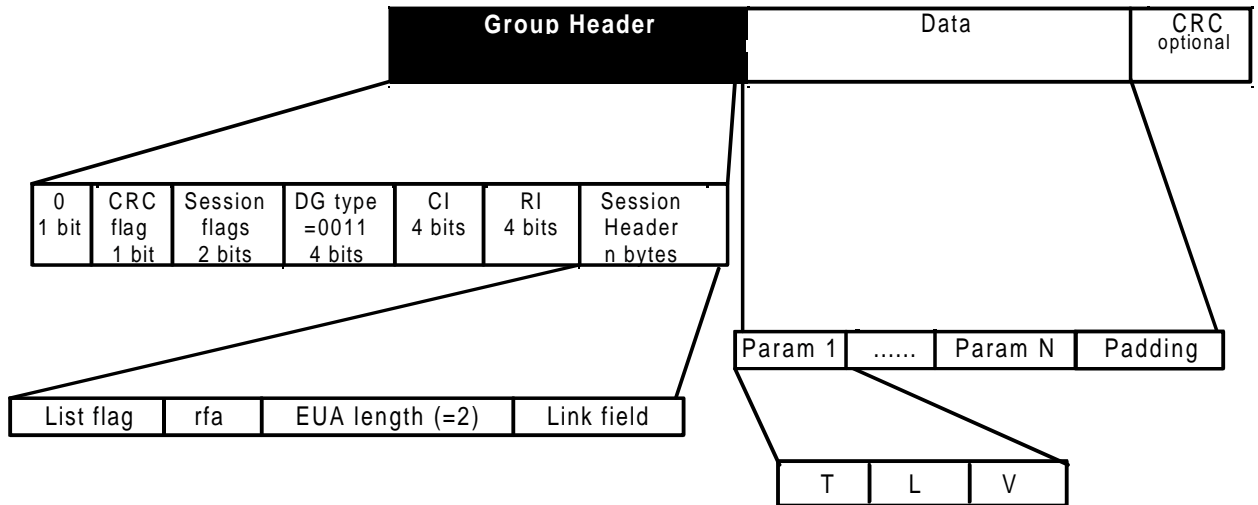 Group Header
Data
CRC
optional
0
1 bit
CRC
flag
1 bit
Session
flags
2 bits
DG type
=0011
4 bits
CI
4 bits
RI
4 bits
Session
Header
n bytes
Param 1
......
Param N
Padding
List flag
rfa
EUA length (=2)
Link field
T
L
V